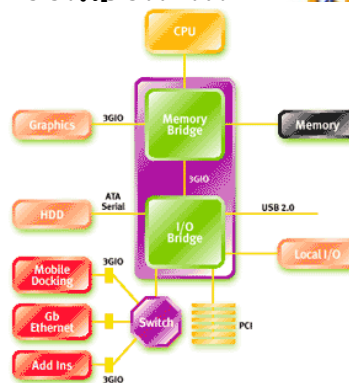 CPU
3GIO
Graphics
Memory
Bridge
Memory
3GIO
ATA
Serial
USB 2.0
HDD
I/O
Bridge
Local I/O
3GIO
Mobile
Docking
Gb
Ethernet
Switch
PCI
Add Ins
3GIO